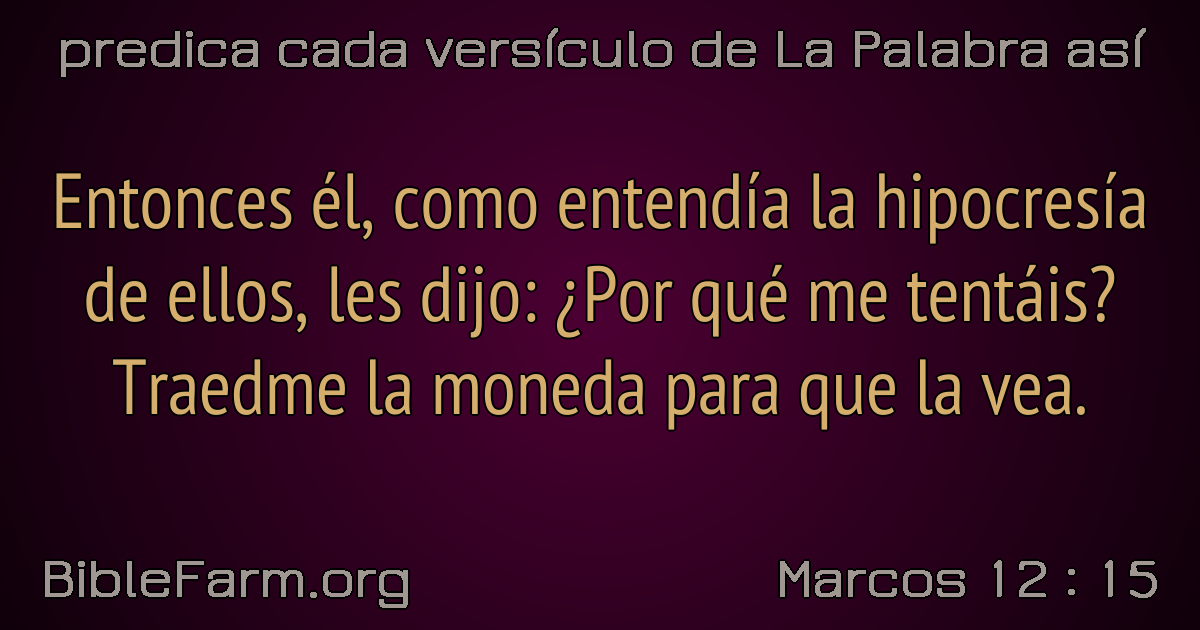 predica cada versículo de La Palabra así
Entonces él, como entendía la hipocresía
de ellos, les dijo: ¿Por qué me tentáis?
Traedme la moneda para que la vea.
BibleFarm.org
Marcos 12 : 15